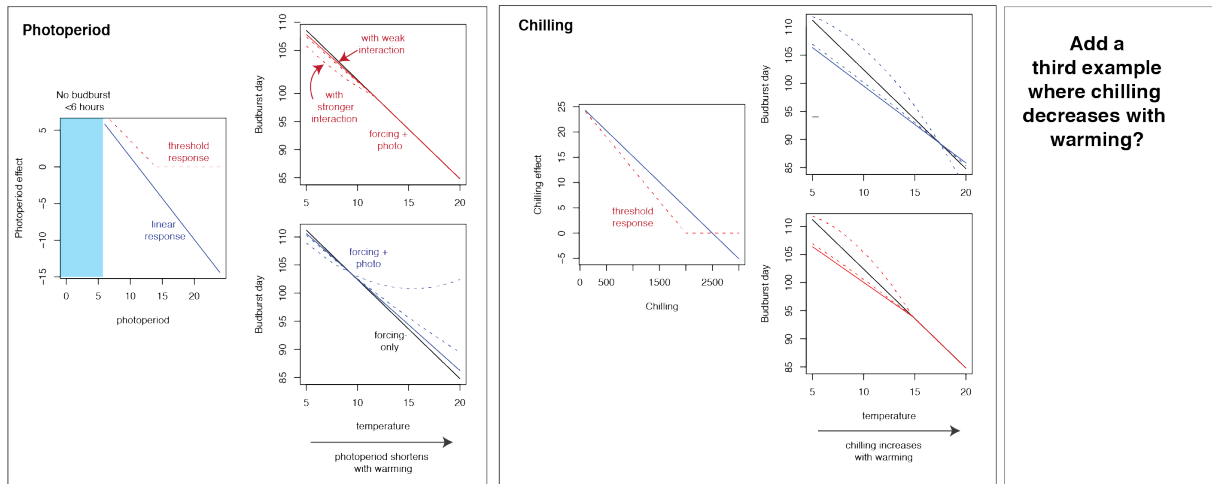 Photoperiod
No budburst
<6 hours
Photoperiod effect
5
0
−5
−10
−15
threshold
response
linear
response
0
5
10
15
20
photoperiod
Budburst day
110
105
100
95
90
85
with weak
interaction
with
stronger
interaction
forcing +
photo
5
10
15
20
Budburst day
110
105
100
95
90
85
forcing +
photo
forcing-
only
5
10
15
20
temperature
photoperiod shortens
with warming
Chilling
Chilling effect
25
20
15
10
5
0
−5
threshold
response
0
500
1500
2500
Chilling
Budburst day
110
105
100
95
90
85
5
10
15
20
Budburst day
110
105
100
95
90
85
5
10
15
20
temperature
chilling increases
with warming
Add a
third example
where chilling
decreases with
warming?